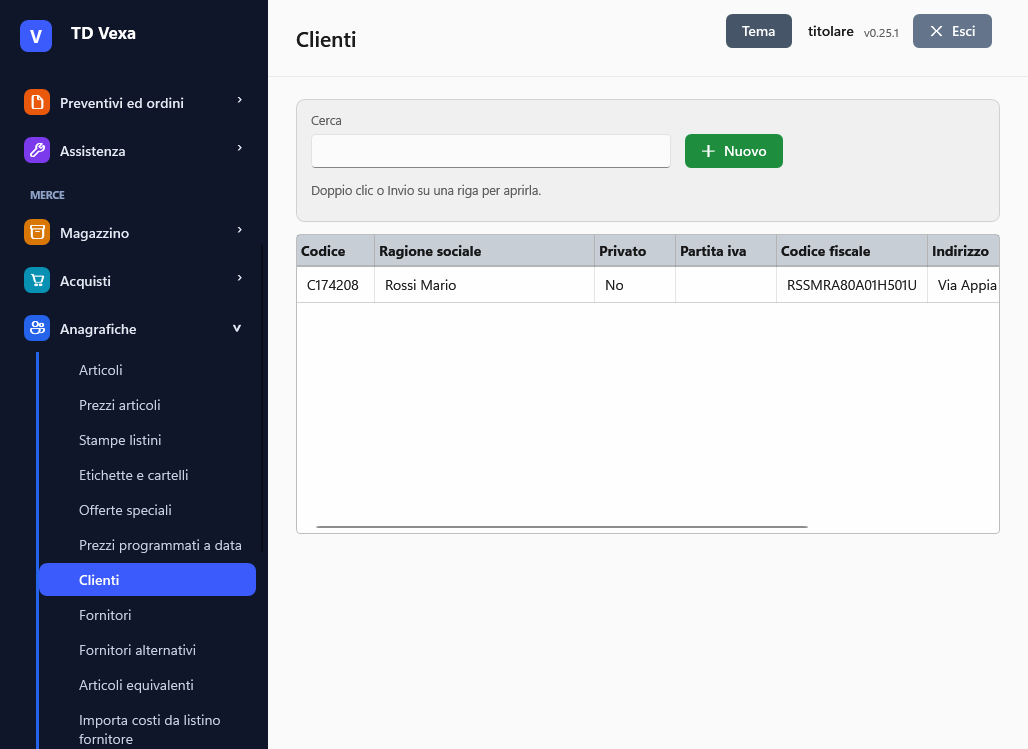 V
TD Vexa
Preventivi ed ordini
Assistenza
MERCE
Magazzino
Acquisti
Anagrafiche
Articoli
Prezzi articoli
Stampe listini
Etichette e cartelli
Offerte speciali
Prezzi programmati a data
Clienti
Fornitori
Fornitori alternativi
Articoli equivalenti
Importa costi da listino
fornitore
Clienti
Tema titolare v0.25.1 Esci
Cerca
Nuovo
Doppio clic o Invio su una riga per aprirla.
Codice Ragione sociale Privato Partita iva Codice fiscale Indirizzo
C174208 Rossi Mario No RSSMRA80A01H501U Via Appia